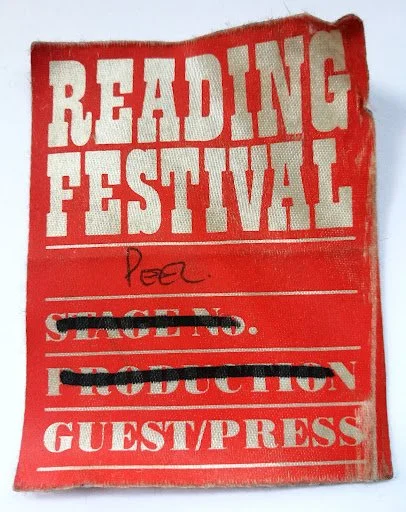 READING
FESTIVAL
PEEL.
STAGE No.
PRODUCTION
GUEST/PRESS